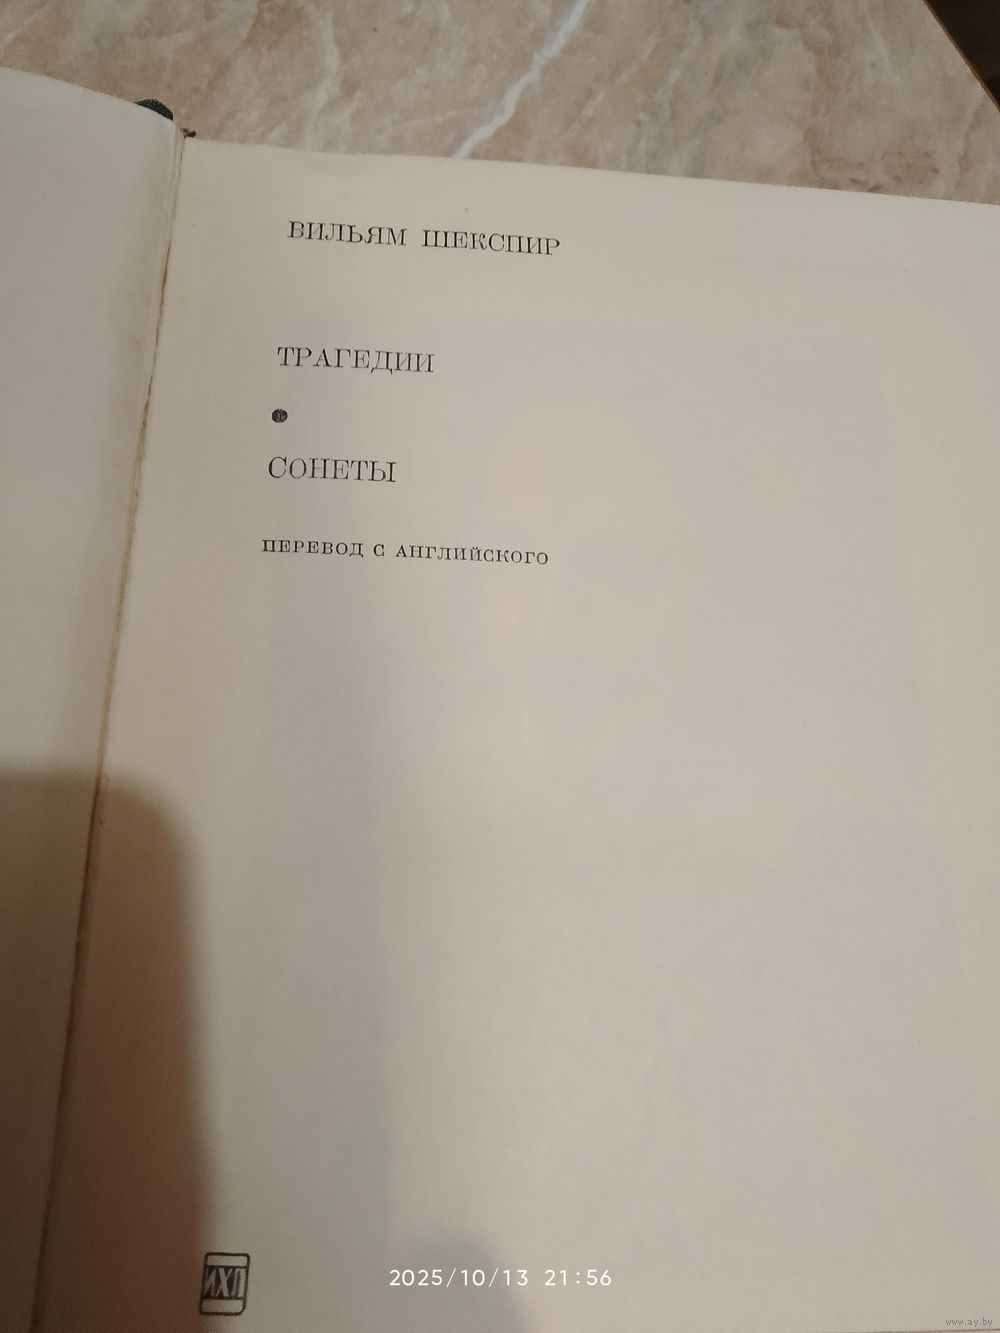 ВИЛЬЯМ ШЕКСПИР
ТРАГЕДИИ
●
СОНЕТЫ
ПЕРЕВОД С АНГЛИЙСКОГО
ИХЛ
2025/10/13 21:56
www.ay.by